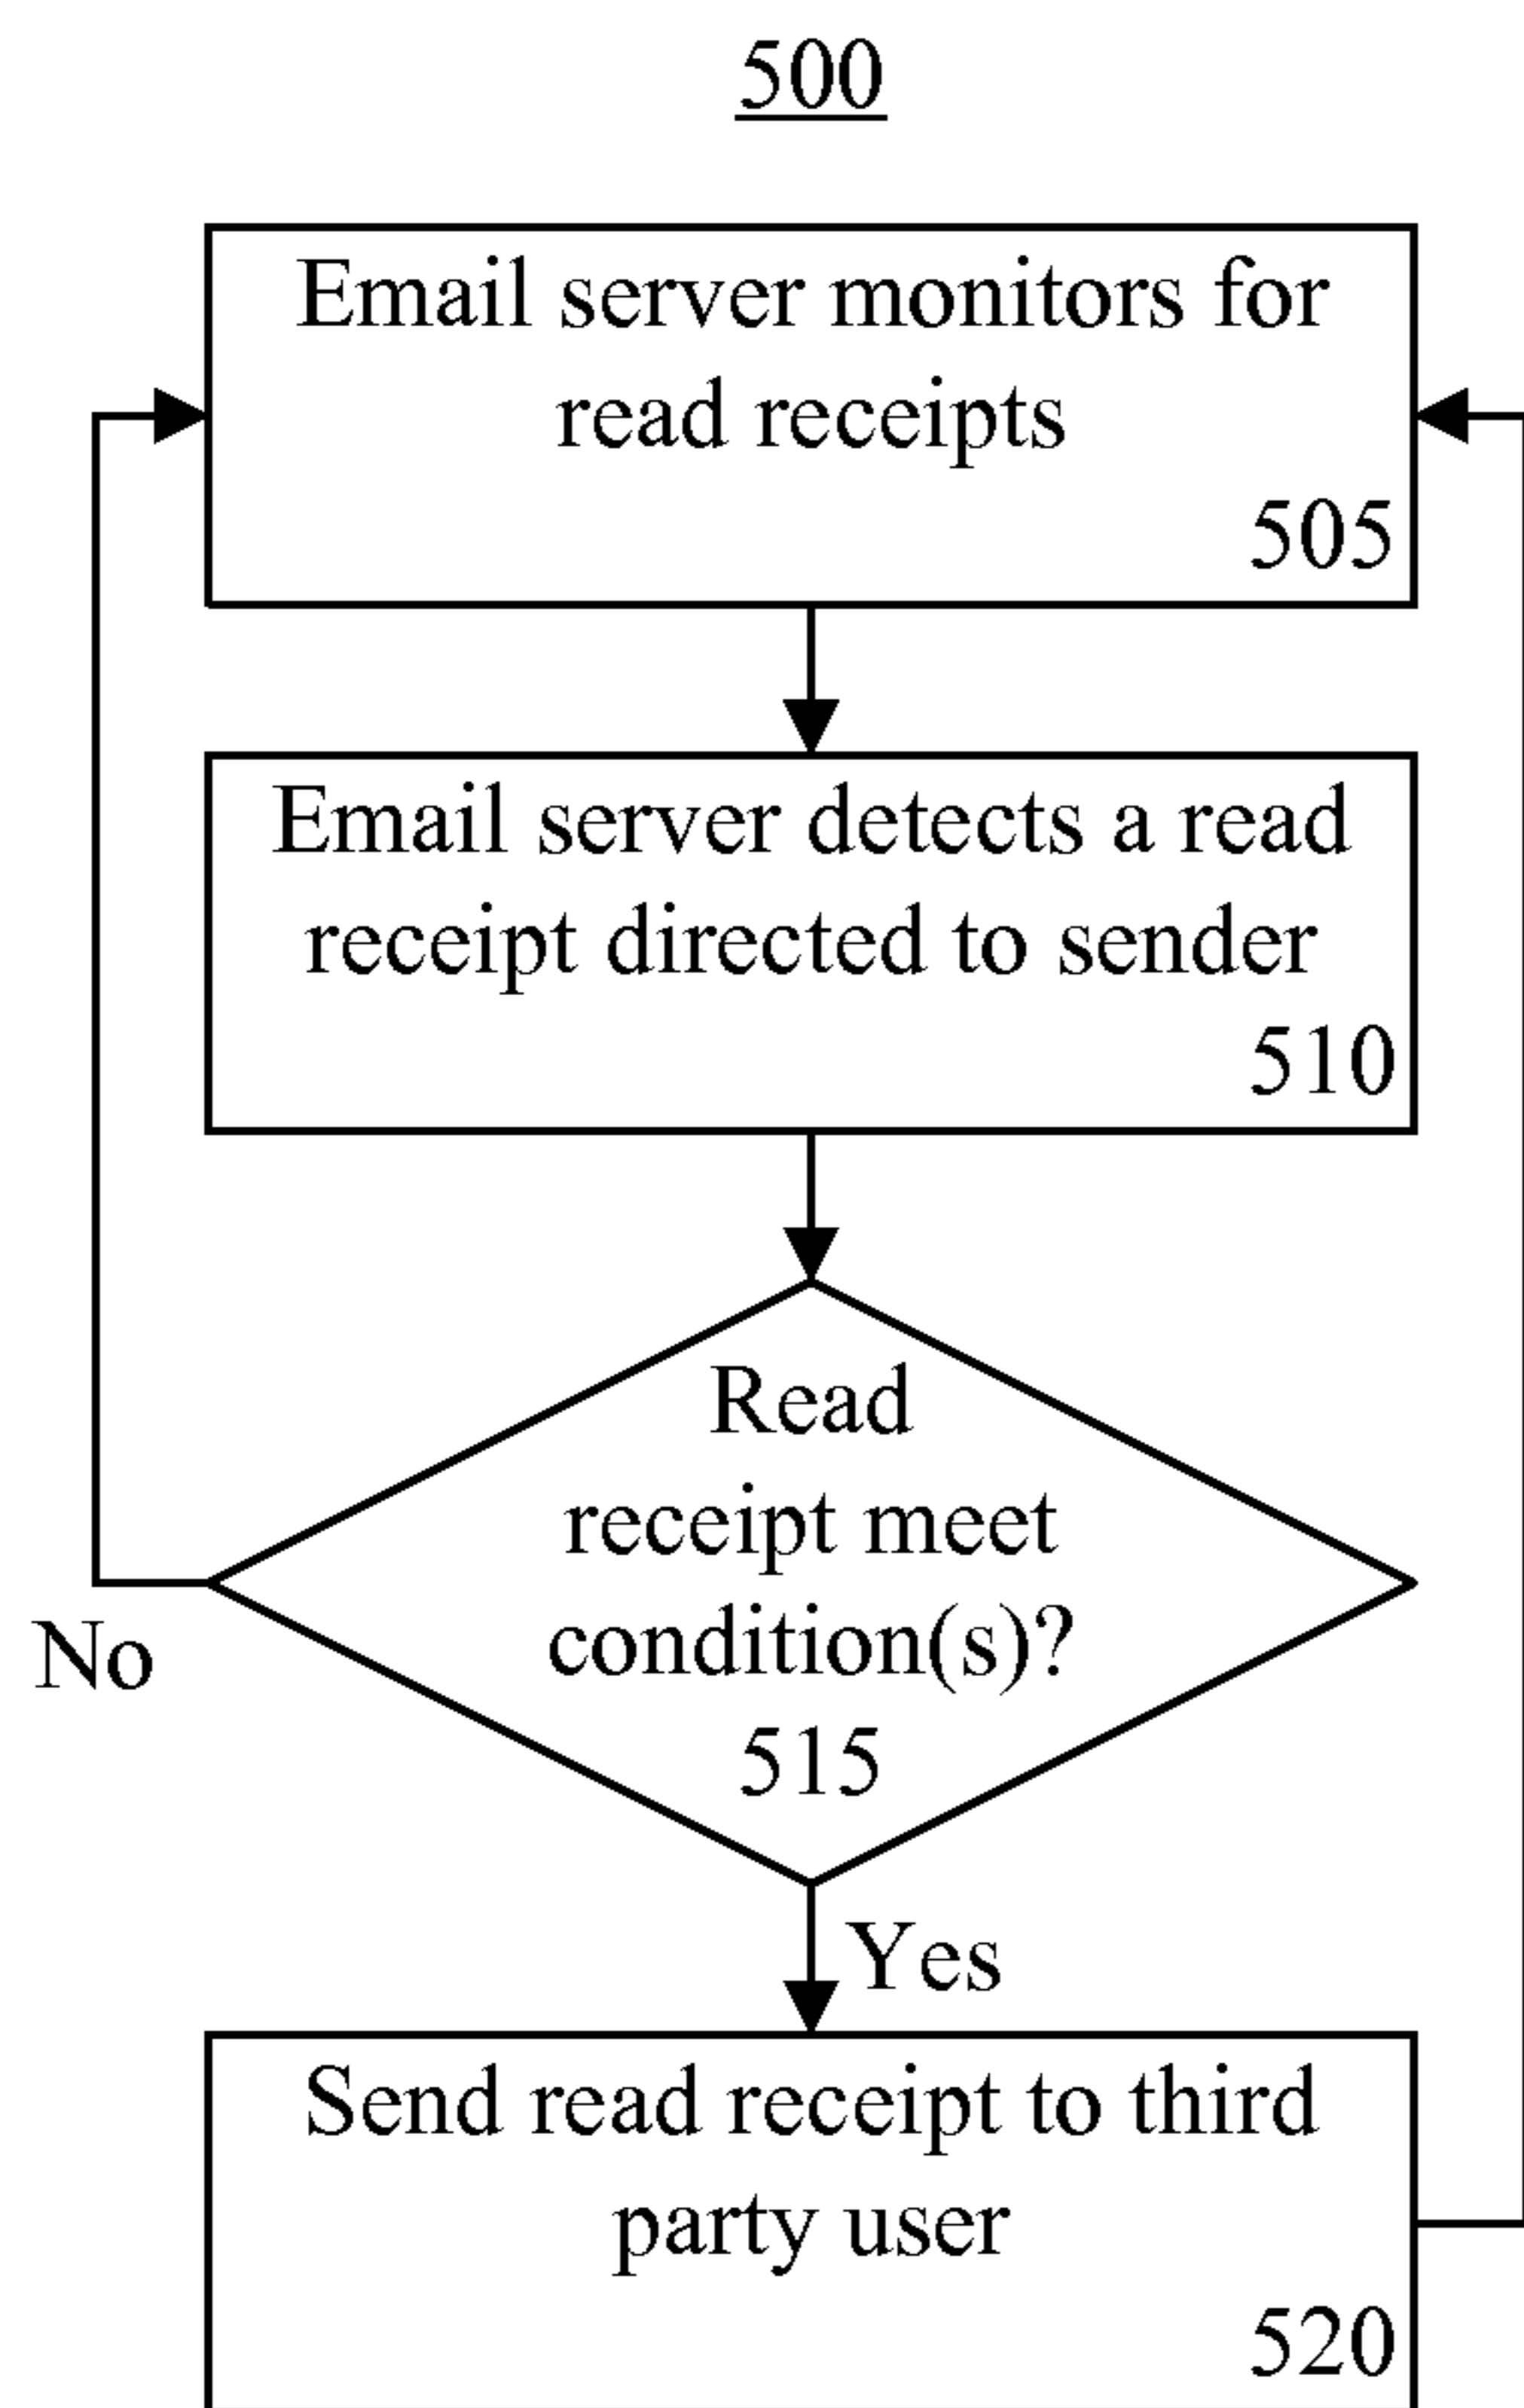 500
Email server monitors for
read receipts
505
Email server detects a read
receipt directed to sender
510
Read
receipt meet
condition(s)?
515
No
Yes
Send read receipt to third
party user
520